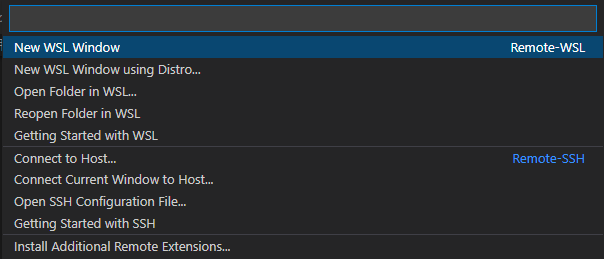 New WSL Window Remote-WSL
New WSL Window using Distro...
Open Folder in WSL...
Reopen Folder in WSL
Getting Started with WSL
Connect to Host... Remote-SSH
Connect Current Window to Host...
Open SSH Configuration File...
Getting Started with SSH
Install Additional Remote Extensions...